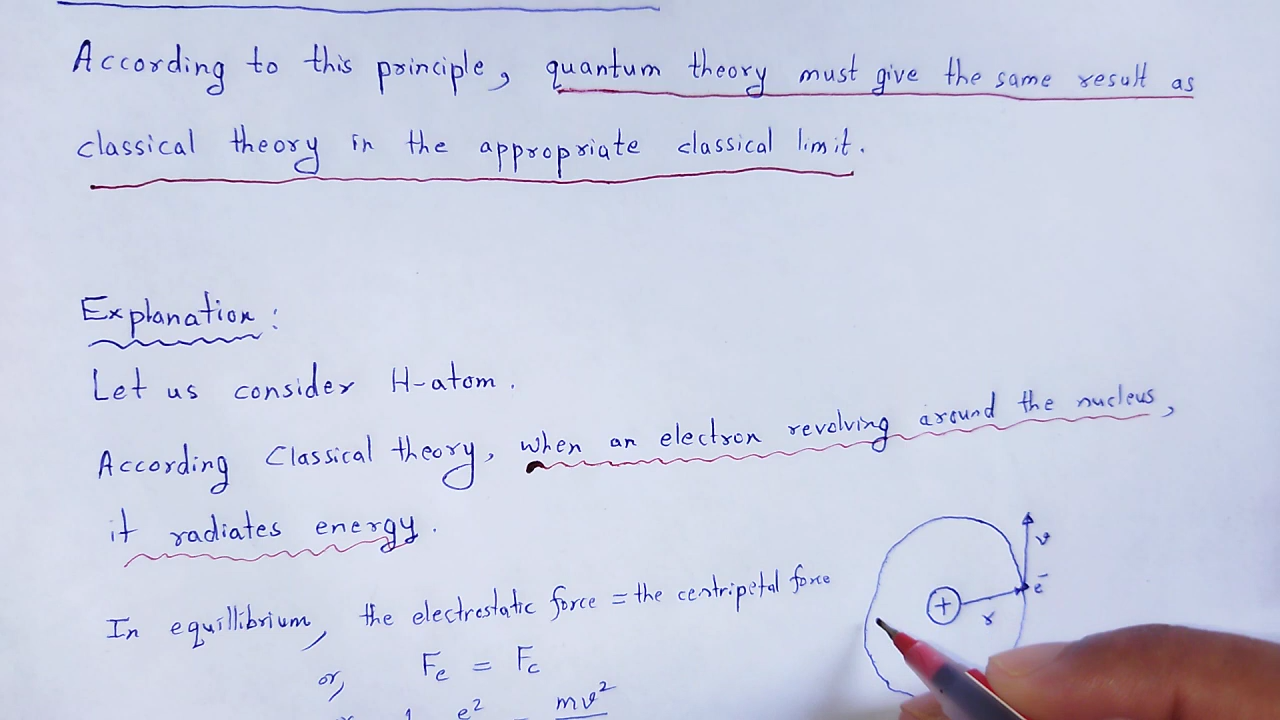 According to this principle, quantum theory must give the same result as
classical theory in the appropriate classical limit.
Explanation:
Let us consider H-atom.
According Classical theory, when an electron revolving around the nucleus,
it radiates energy.
In equillibrium, the electrostatic force = the centripetal force
or, Fe = Fc
e² = mv²
v
e⁻
+
r